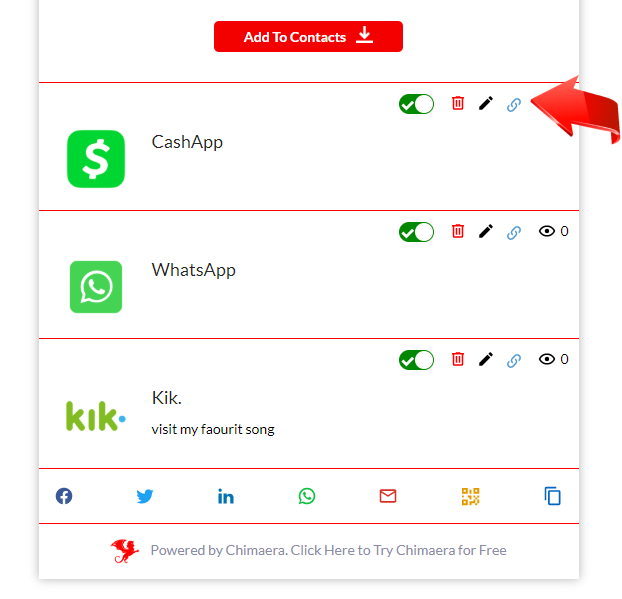 Add To Contacts
CashApp
0
WhatsApp
0
kik
Kik.
visit my faourit song
Powered by Chimaera. Click Here to Try Chimaera for Free